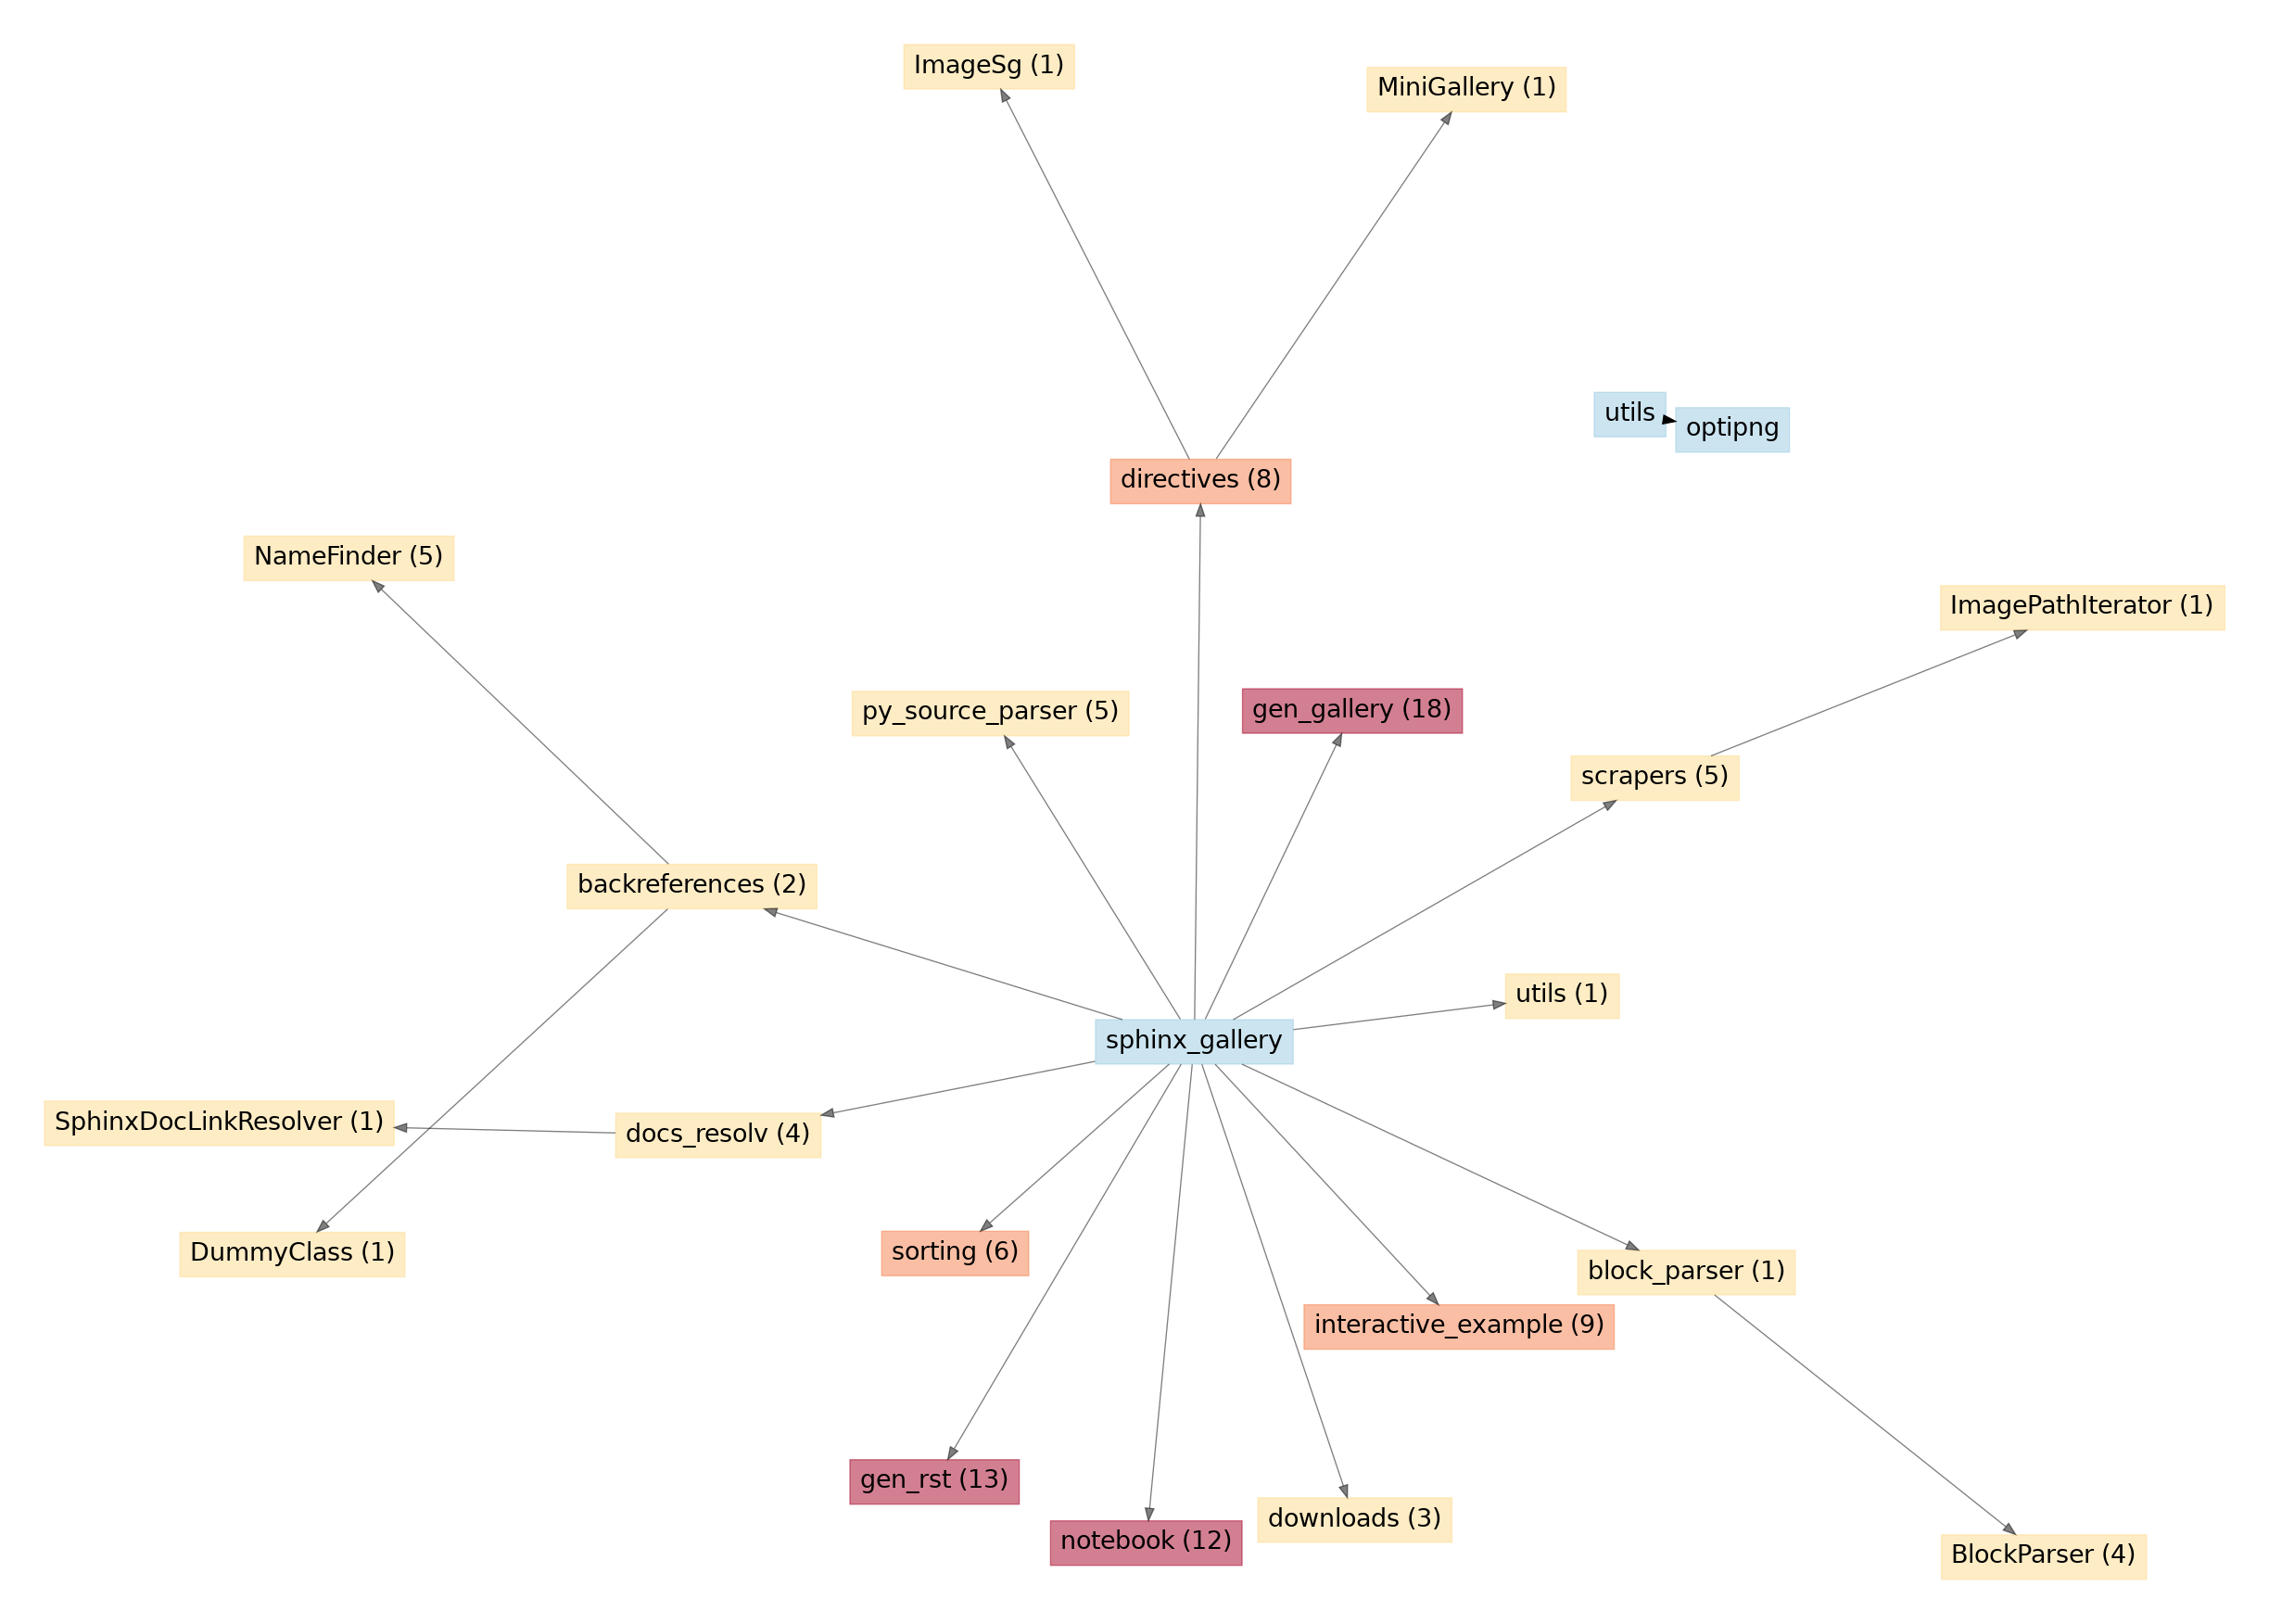 ImageSg (1)
MiniGallery (1)
utils
optipng
directives (8)
NameFinder (5)
ImagePathIterator (1)
py_source_parser (5)
gen_gallery (18)
scrapers (5)
backreferences (2)
utils (1)
sphinx_gallery
SphinxDocLinkResolver (1)
docs_resolv (4)
DummyClass (1)
sorting (6)
block_parser (1)
interactive_example (9)
gen_rst (13)
downloads (3)
notebook (12)
BlockParser (4)